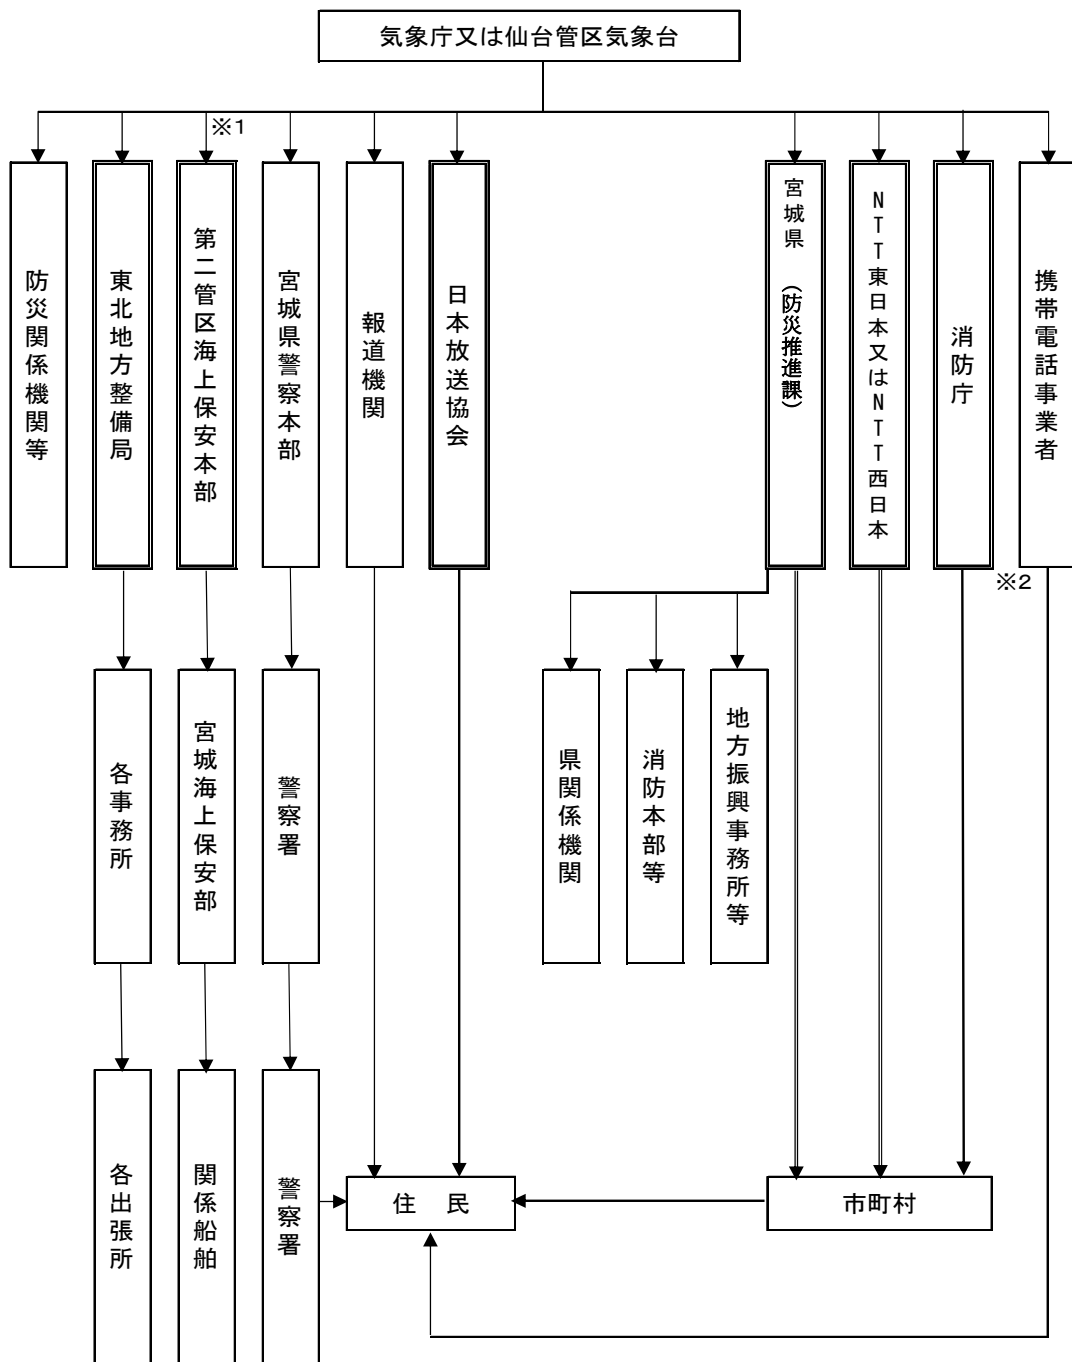 気象庁又は仙台管区気象台
※1
防災関係機関等
東北地方整備局
第二管区海上保安本部
宮城県警察本部
報道機関
日本放送協会
宮城県 (防災推進課)
NTT東日本又はNTT西日本
消防庁
携帯電話事業者
※2
各事務所
宮城海上保安部
警察署
県関係機関
消防本部等
地方振興事務所等
各出張所
関係船舶
警察署
住 民
市町村